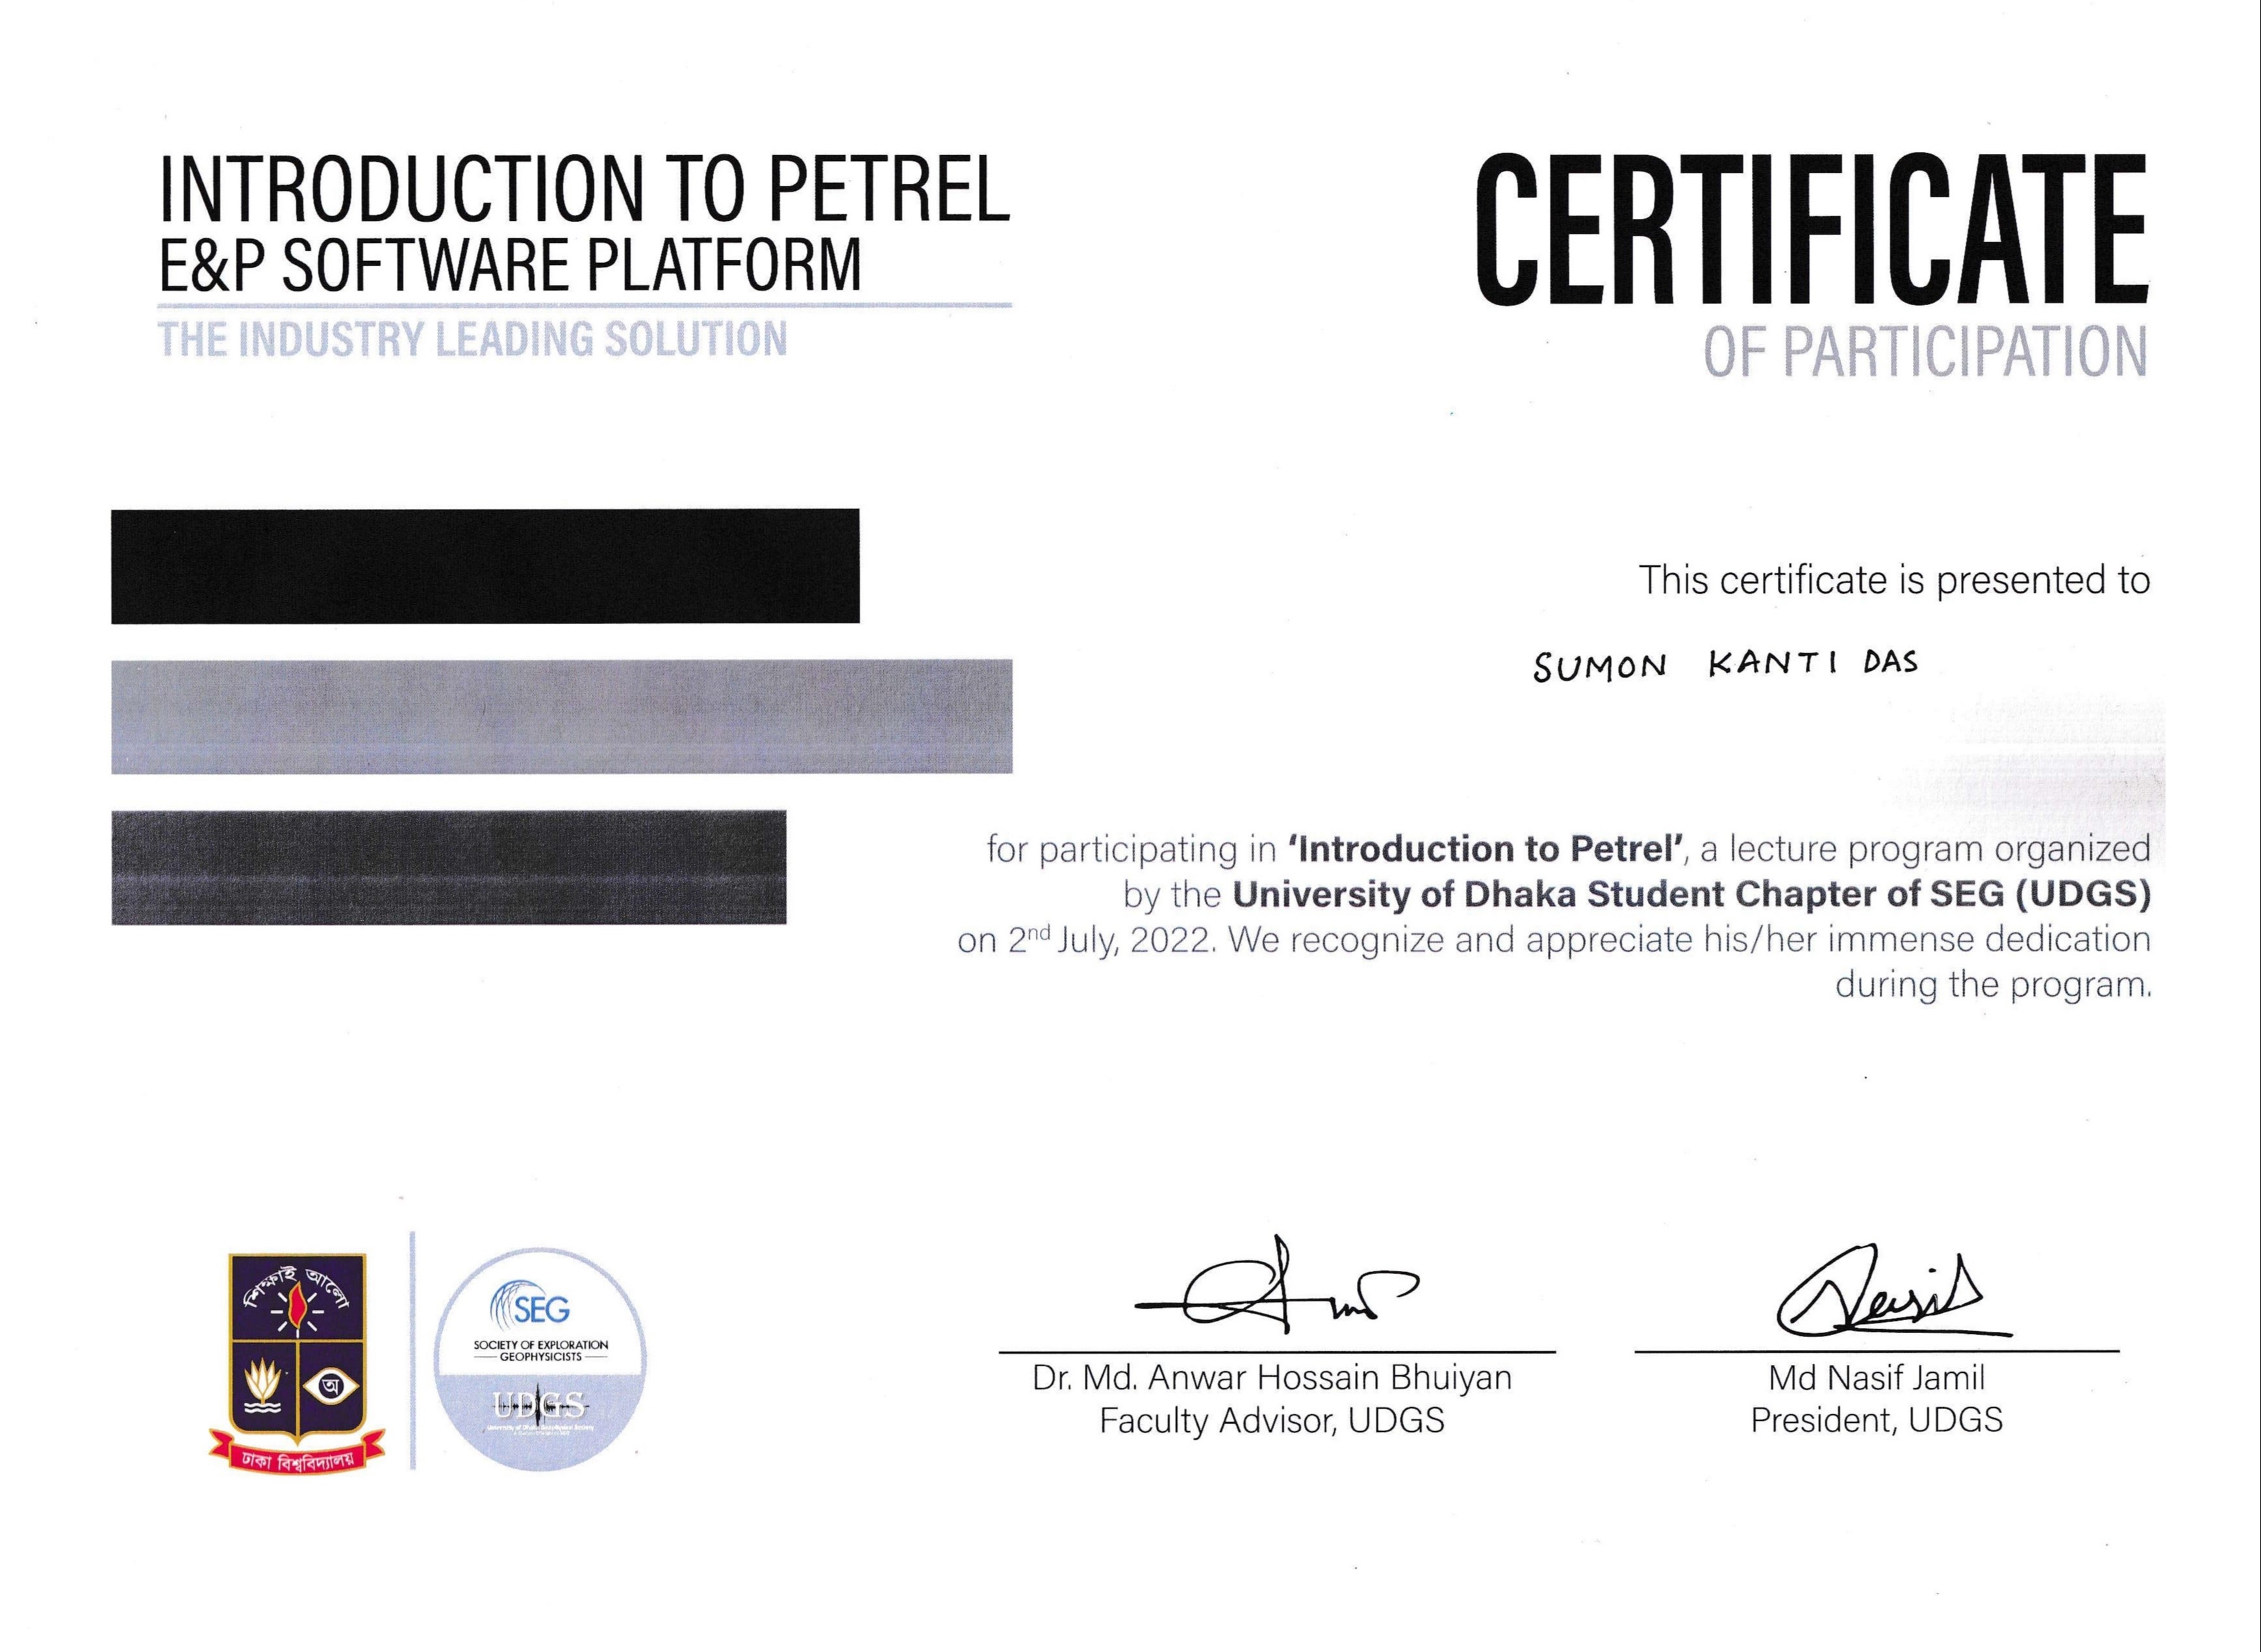 INTRODUCTION TO PETREL
E&P SOFTWARE PLATFORM
THE INDUSTRY LEADING SOLUTION
CERTIFICATE
OF PARTICIPATION
This certificate is presented to
SUMON KANTI DAS
for participating in 'Introduction to Petrel', a lecture program organized
by the University of Dhaka Student Chapter of SEG (UDGS)
on 2nd July, 2022. We recognize and appreciate his/her immense dedication
during the program.
শিক্ষাই আলো
অ
ঢাকা বিশ্ববিদ্যালয়
SEG
SOCIETY OF EXPLORATION
GEOPHYSICISTS
UDGS
Dr. Md. Anwar Hossain Bhuiyan
Faculty Advisor, UDGS
Nasif
Md Nasif Jamil
President, UDGS